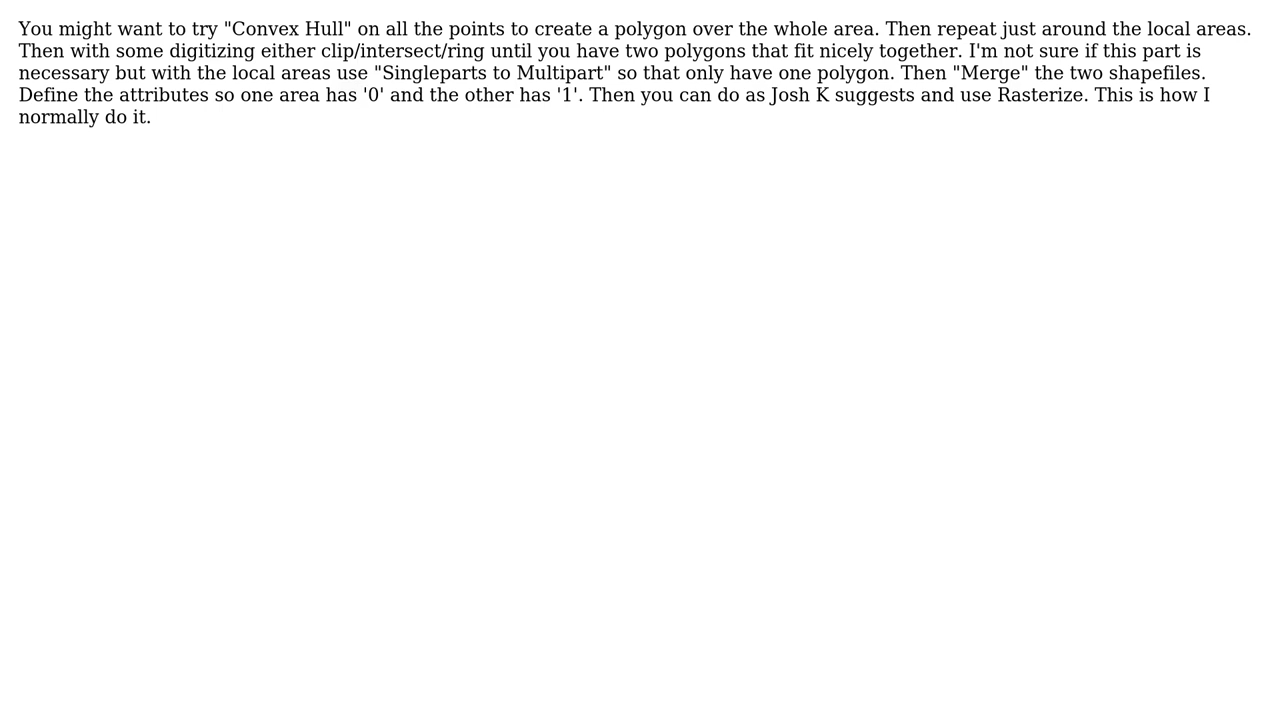 You might want to try "Convex Hull" on all the points to create a polygon over the whole area. Then repeat just around the local areas.
Then with some digitizing either clip/intersect/ring until you have two polygons that fit nicely together. I'm not sure if this part is
necessary but with the local areas use "Singleparts to Multipart" so that only have one polygon. Then "Merge" the two shapefiles.
Define the attributes so one area has '0' and the other has '1'. Then you can do as Josh K suggests and use Rasterize. This is how I
normally do it.